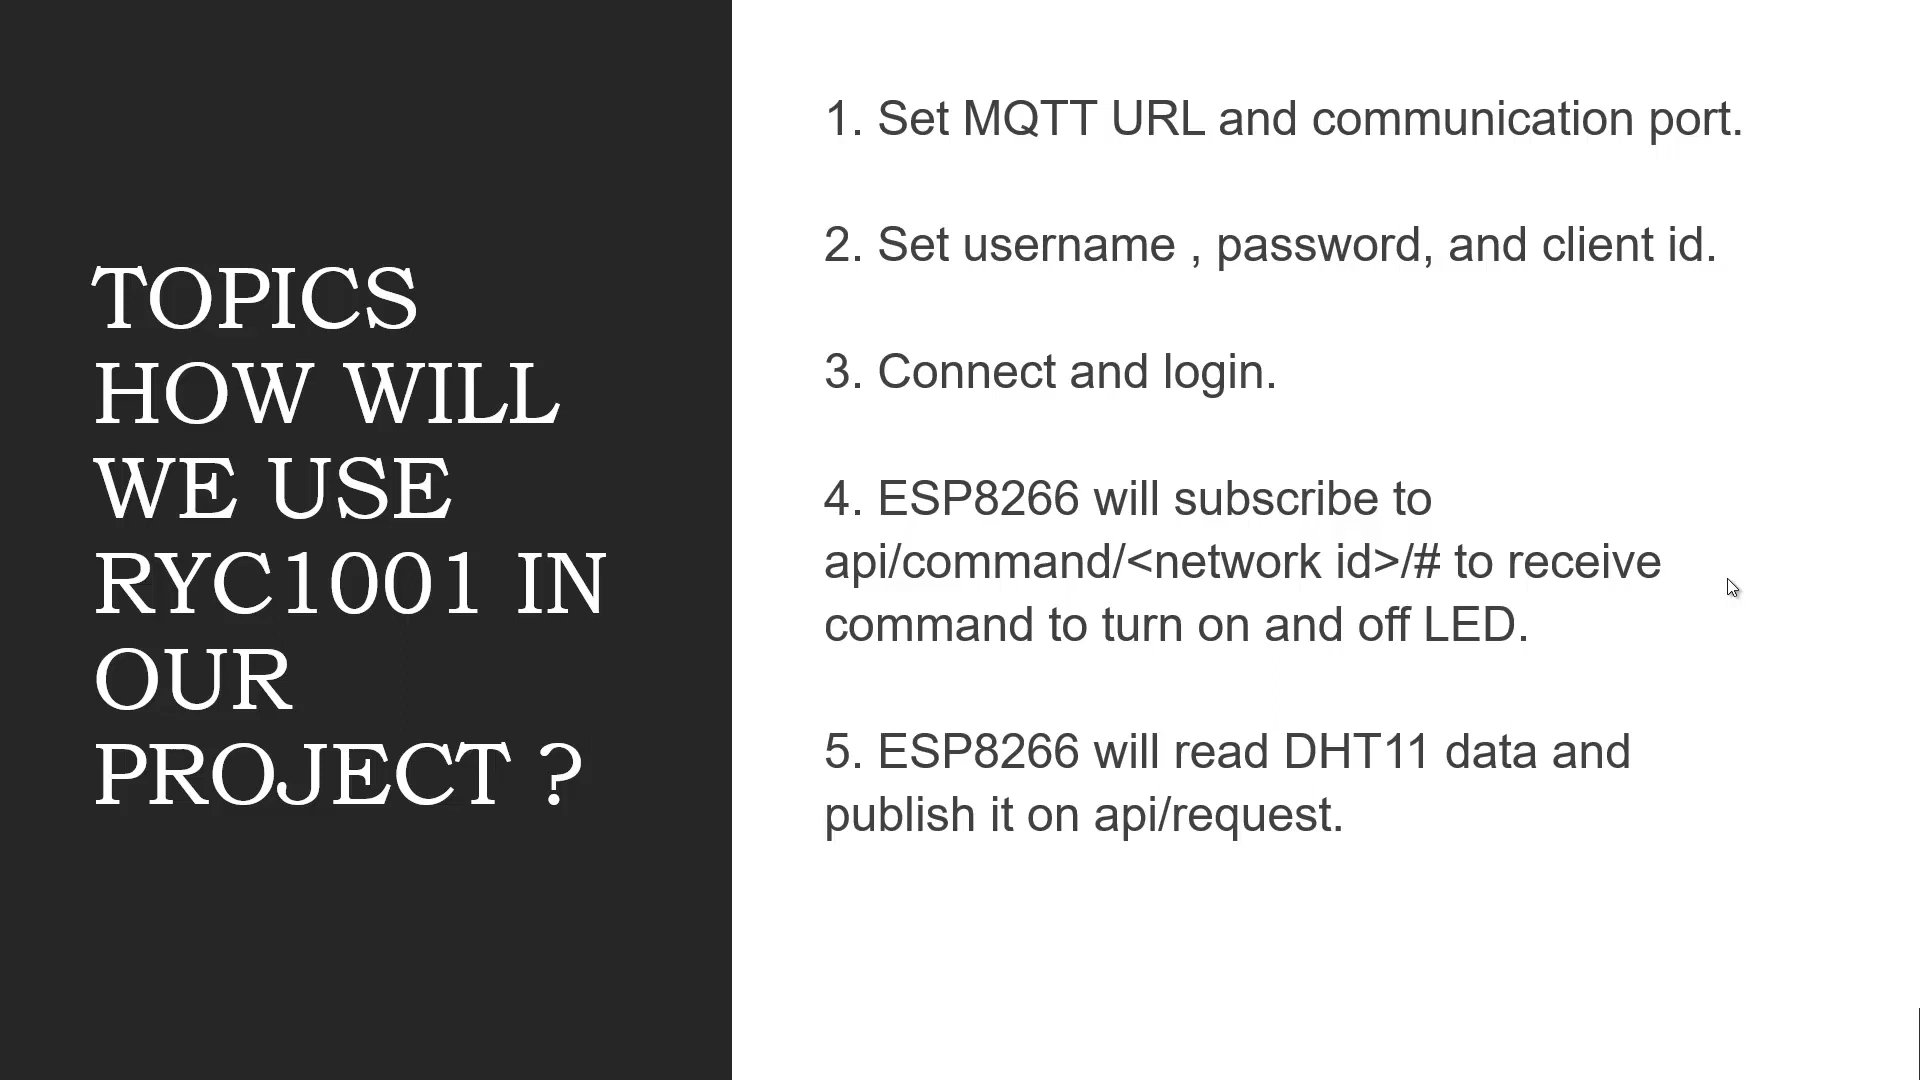 TOPICS
HOW WILL
WE USE
RYC1001 IN
OUR
PROJECT ?
1. Set MQTT URL and communication port.
2. Set username , password, and client id.
3. Connect and login.
4. ESP8266 will subscribe to
api/command/<network id>/# to receive
command to turn on and off LED.
5. ESP8266 will read DHT11 data and
publish it on api/request.